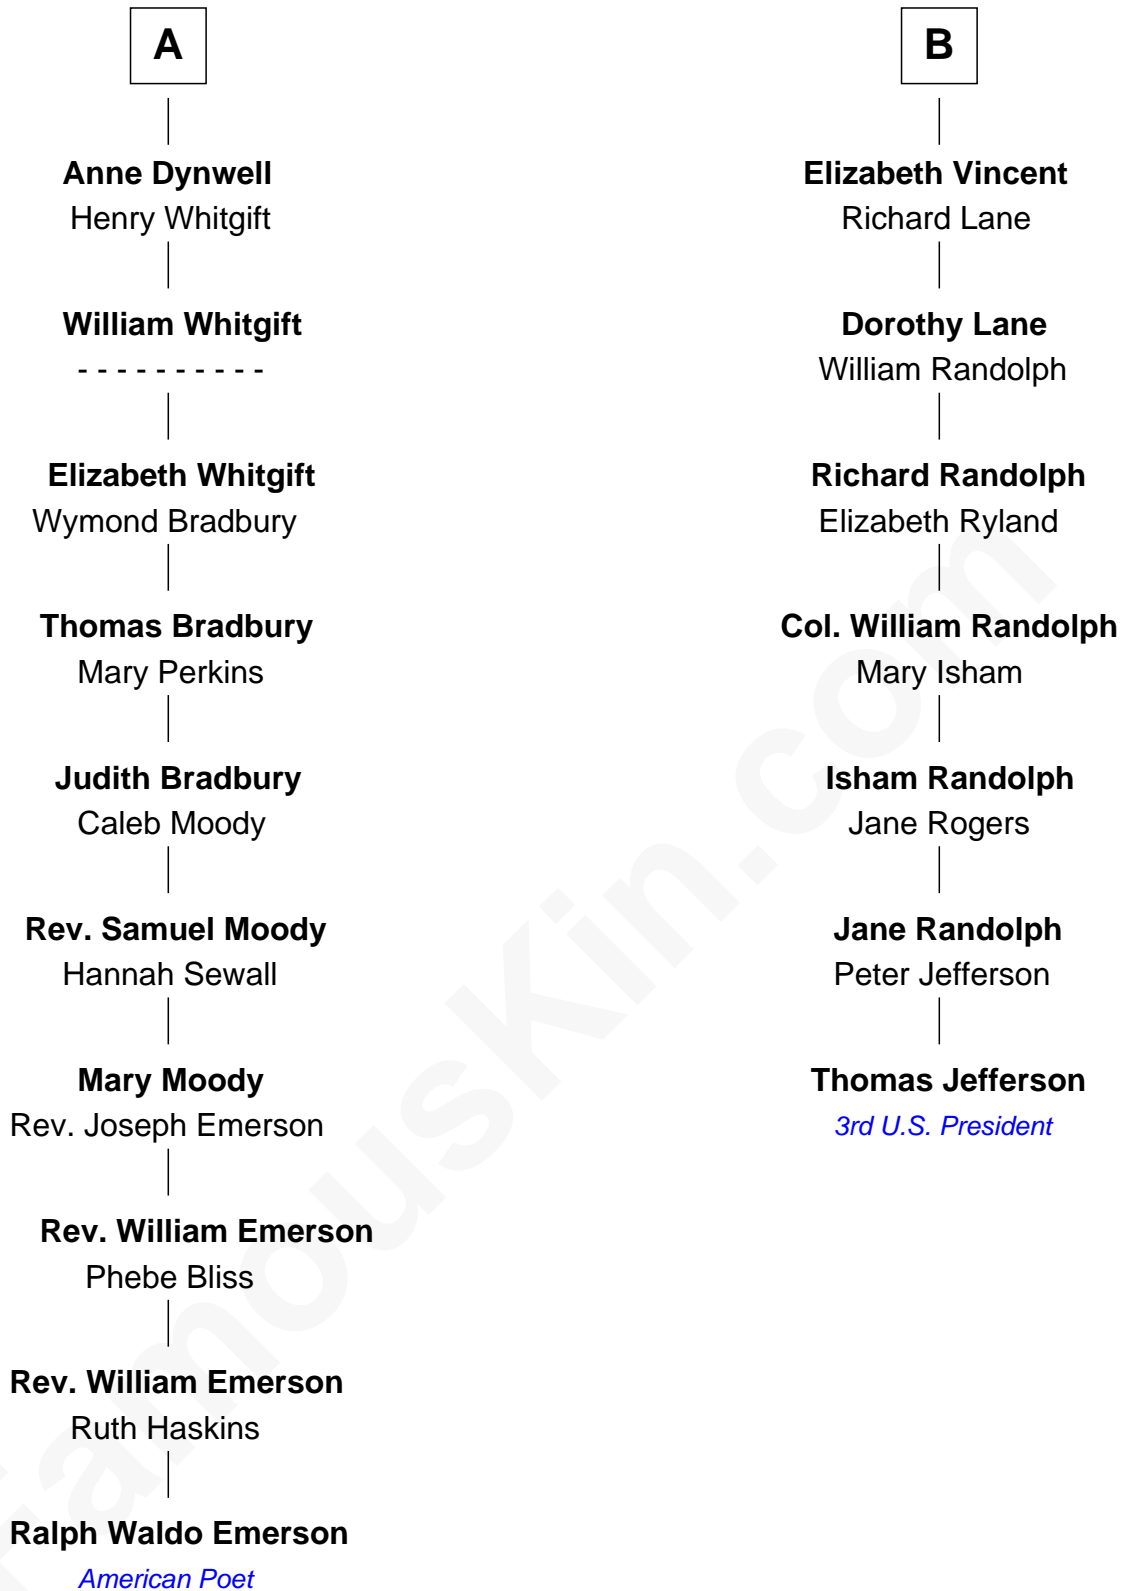 A
Anne Dynwell
Henry Whitgift
William Whitgift
- - - - - - - - - -
Elizabeth Whitgift
Wymond Bradbury
Thomas Bradbury
Mary Perkins
Judith Bradbury
Caleb Moody
Rev. Samuel Moody
Hannah Sewall
Mary Moody
Rev. Joseph Emerson
Rev. William Emerson
Phebe Bliss
Rev. William Emerson
Ruth Haskins
Ralph Waldo Emerson
American Poet
B
Elizabeth Vincent
Richard Lane
Dorothy Lane
William Randolph
Richard Randolph
Elizabeth Ryland
Col. William Randolph
Mary Isham
Isham Randolph
Jane Rogers
Jane Randolph
Peter Jefferson
Thomas Jefferson
3rd U.S. President
FamousKin.com